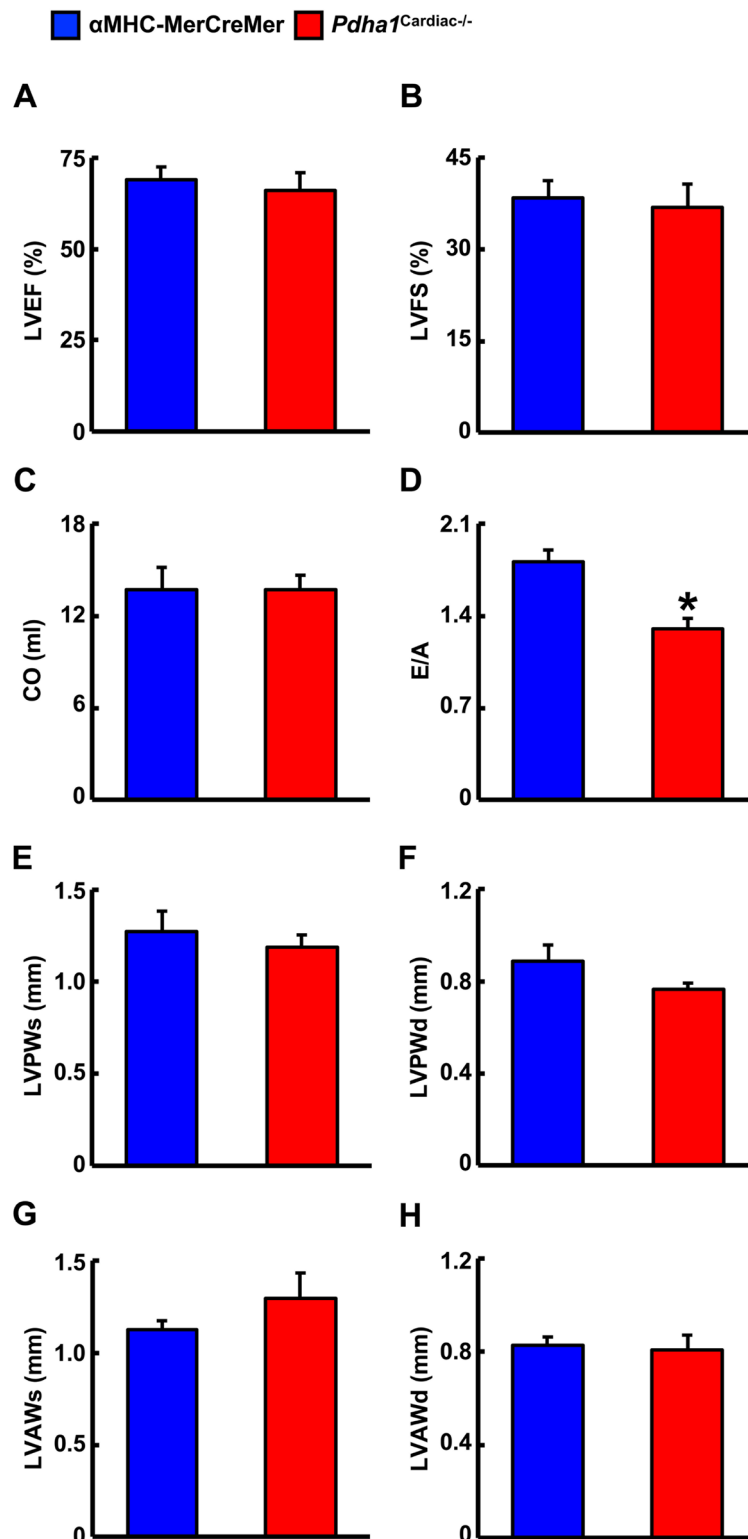 αMHC-MerCreMer Pdha1Cardiac-/-
A B
75 45
50 30
25 15
0 0
LVEF (%) LVFS (%)
C D
18 2.1
12 1.4
6 0.7
0 0
CO (ml) E/A
*
E F
1.5 1.2
1.0 0.8
0.5 0.4
0 0
LVPWs (mm) LVPWd (mm)
G H
1.5 1.2
1.0 0.8
0.5 0.4
0 0
LVAWs (mm) LVAWd (mm)